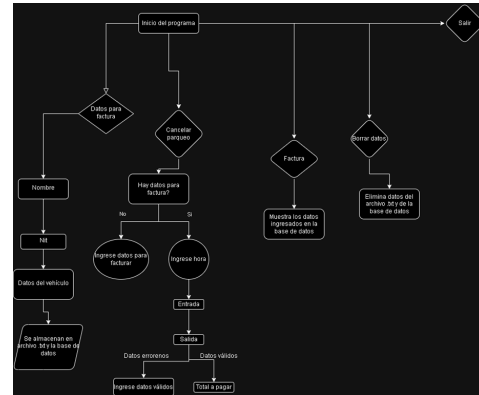 Inicio del programa
Salir
Datos para
factura
Cancelar
parqueo
Borrar datos
Factura
Hay datos para
factura?
Nombre
Elimina datos del
archivo .txt y de la
base de datos
No
Si
Muestra los datos
ingresados en la
base de datos
Nit
Ingrese datos para
facturar
Ingrese hora
Datos del vehículo
Entrada
Se almacenan en
archivo .txt y la base de
datos
Salida
Datos erroneos
Datos válidos
Ingrese datos válidos
Total a pagar